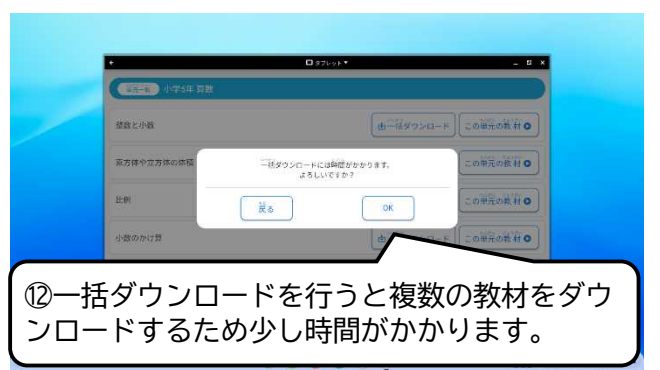 タブレット
単元一覧 小学5年 算数
整数と小数
一括ダウンロード この単元の教材
直方体や立方体の体積
この単元の教材
一括ダウンロードには時間がかかります。
よろしいですか？
比例
この単元の教材
戻る OK
小数のかけ算
この単元の教材
⑫一括ダウンロードを行うと複数の教材をダウ
ンロードするため少し時間がかかります。